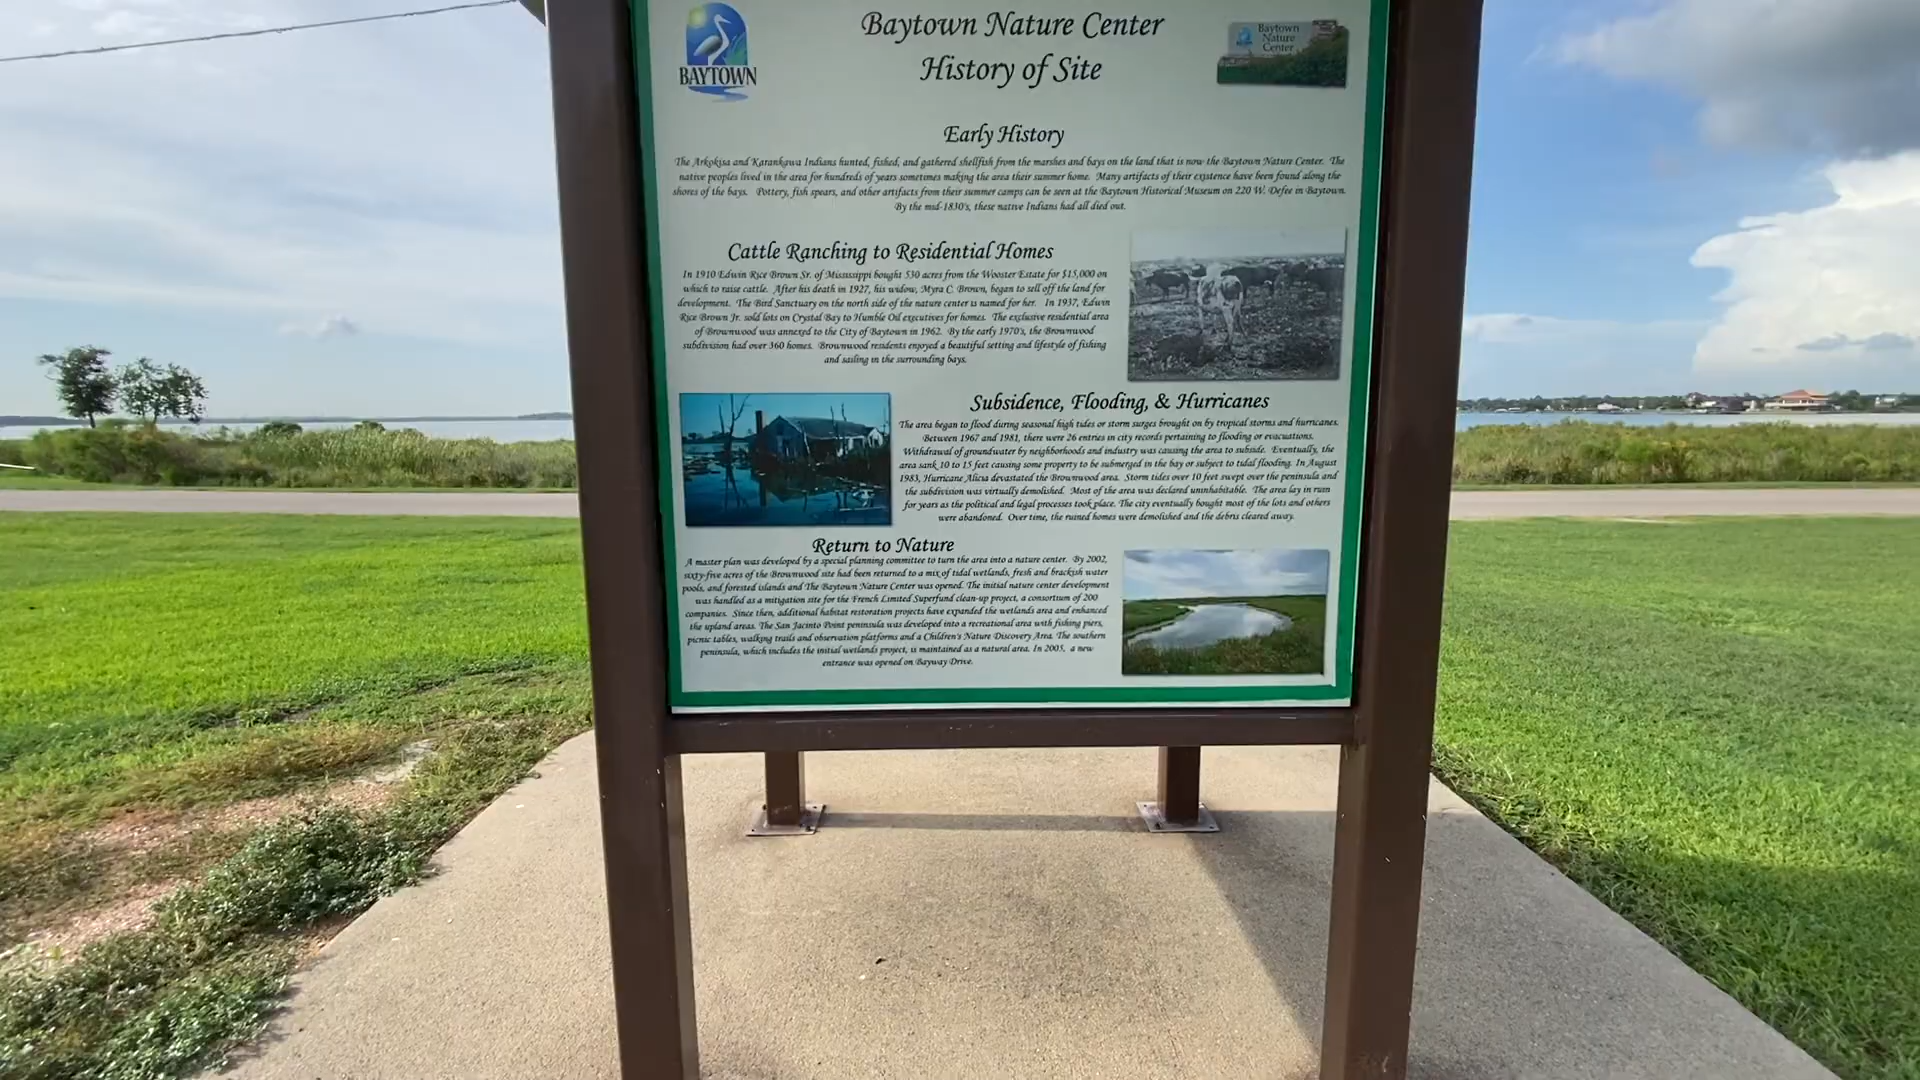 BAYTOWN
Baytown Nature Center
History of Site
Baytown
Nature
Center
Early History
The Arkokisa and Karankawa Indians hunted, fished, and gathered shellfish from the marshes and bays on the land that is now the Baytown Nature Center. The
native peoples lived in the area for hundreds of years sometimes making the area their summer home. Many artifacts of their existence have been found along the
shores of the bays. Pottery, fish spears, and other artifacts from their summer camps can be seen at the Baytown Historical Museum on 220 W. Defee in Baytown.
By the mid-1830's, these native Indians had all died out.
Cattle Ranching to Residential Homes
In 1910 Edwin Rice Brown Sr. of Mississippi bought 530 acres from the Wooster Estate for $15,000 on
which to raise cattle. After his death in 1927, his widow, Myra C. Brown, began to sell off the land for
development. The Bird Sanctuary on the north side of the nature center is named for her. In 1937, Edwin
Rice Brown Jr. sold lots on Crystal Bay to Humble Oil executives for homes. The exclusive residential area
of Brownwood was annexed to the City of Baytown in 1962. By the early 1970's, the Brownwood
subdivision had over 360 homes. Brownwood residents enjoyed a beautiful setting and lifestyle of fishing
and sailing in the surrounding bays.
Subsidence, Flooding, & Hurricanes
The area began to flood during seasonal high tides or storm surges brought on by tropical storms and hurricanes.
Between 1967 and 1981, there were 26 entries in city records pertaining to flooding or evacuations.
Withdrawal of groundwater by neighborhoods and industry was causing the area to subside. Eventually, the
area sank 10 to 15 feet causing some property to be submerged in the bay or subject to tidal flooding. In August
1983, Hurricane Alicia devastated the Brownwood area. Storm tides over 10 feet swept over the peninsula and
the subdivision was virtually demolished. Most of the area was declared uninhabitable. The area lay in ruin
for years as the political and legal processes took place. The city eventually bought most of the lots and others
were abandoned. Over time, the ruined homes were demolished and the debris cleared away.
Return to Nature
A master plan was developed by a special planning committee to turn the area into a nature center. By 2002,
sixty-five acres of the Brownwood site had been returned to a mix of tidal wetlands, fresh and brackish water
pools, and forested islands and The Baytown Nature Center was opened. The initial nature center development
was handled as a mitigation site for the French Limited Superfund clean-up project, a consortium of 200
companies. Since then, additional habitat restoration projects have expanded the wetlands area and enhanced
the upland areas. The San Jacinto Point peninsula was developed into a recreational area with fishing piers,
picnic tables, walking trails and observation platforms and a Children's Nature Discovery Area. The southern
peninsula, which includes the initial wetlands project, is maintained as a natural area. In 2005, a new
entrance was opened on Bayway Drive.